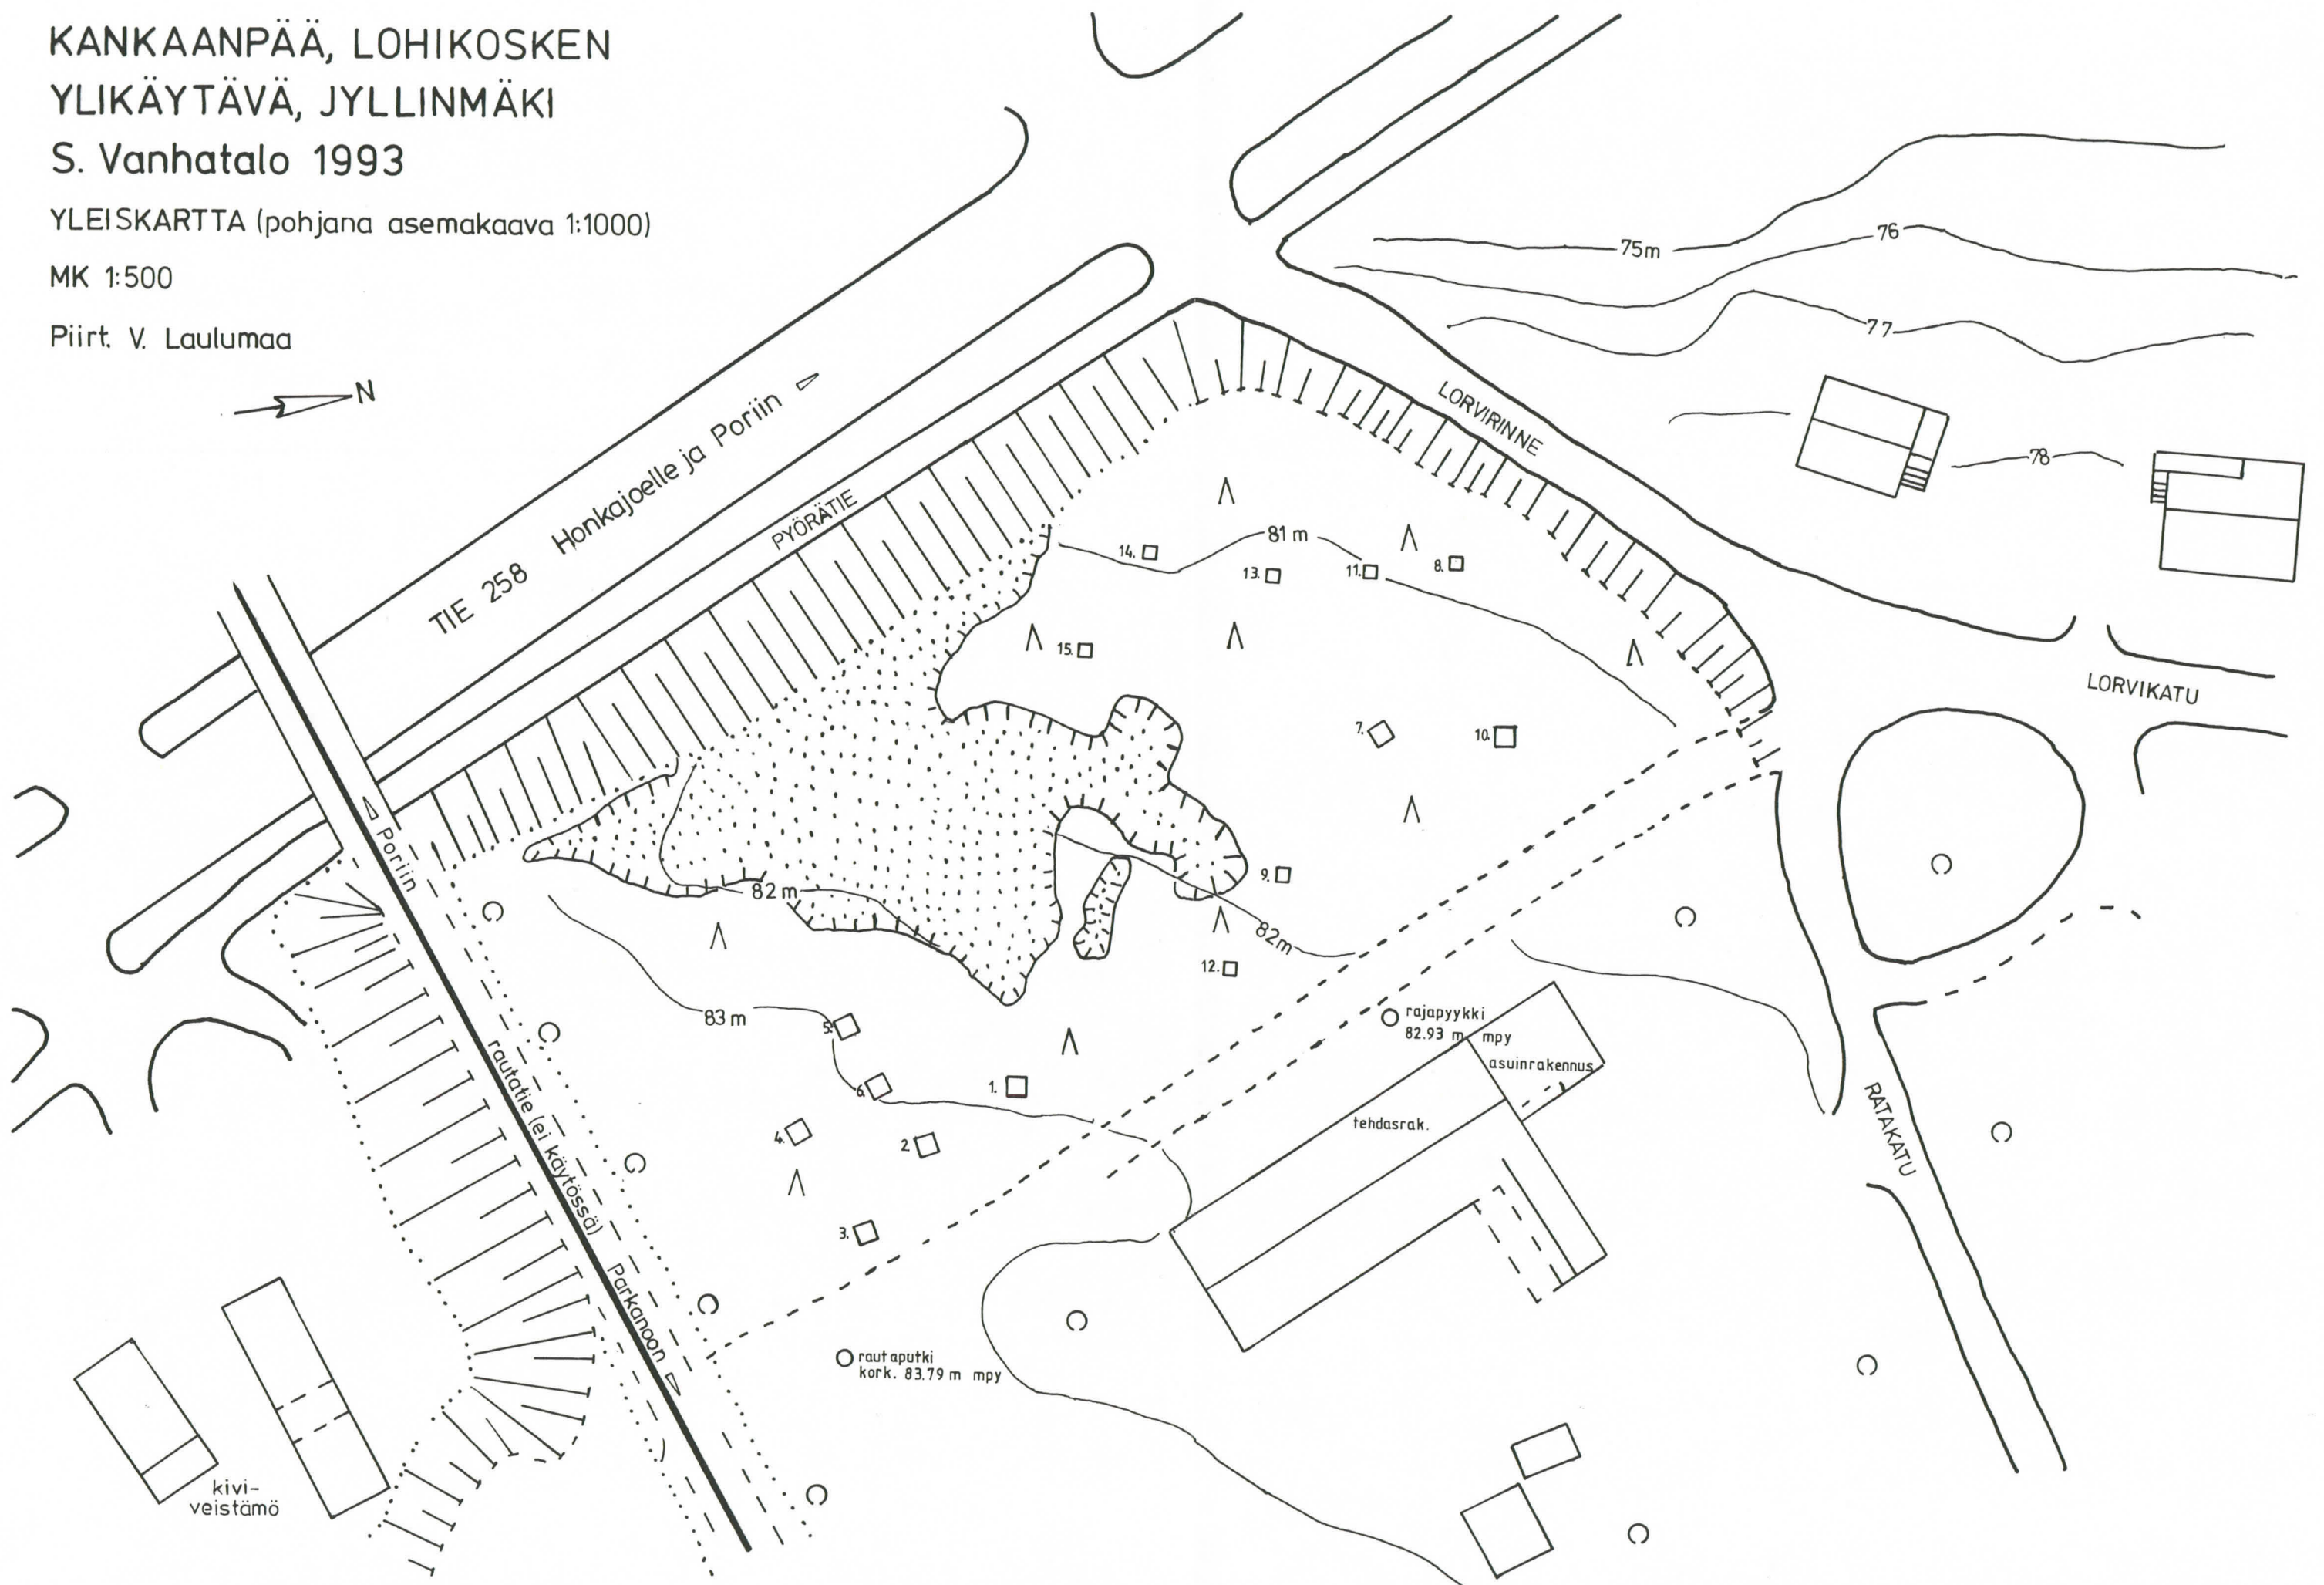 KANKAANPÄÄ, LOHIKOSKEN
YLIKÄYTÄVÄ, JYLLINMÄKI
S. Vanhatalo 1993
YLEISKARTTA (pohjana asemakaava 1:1000)
MK 1:500
Piirt. V. Laulumaa
N
TIE 258 Honkajoelle ja Poriin
PYÖRÄTIE
LORVIRINNE
75m
76
77
78
LORVIKATU
81 m
14.
13.
11.
8.
15.
7.
10.
9.
82 m
82m
12.
83 m
5.
6.
1.
4.
2.
3.
Poriin
rautatie (ei käytössä)
Parkanoon
rajapyykki
82.93 m mpy
asuinrakennus
tehdasrak.
RATAKATU
rautaputki
kork. 83.79 m mpy
kivi-
veistämö